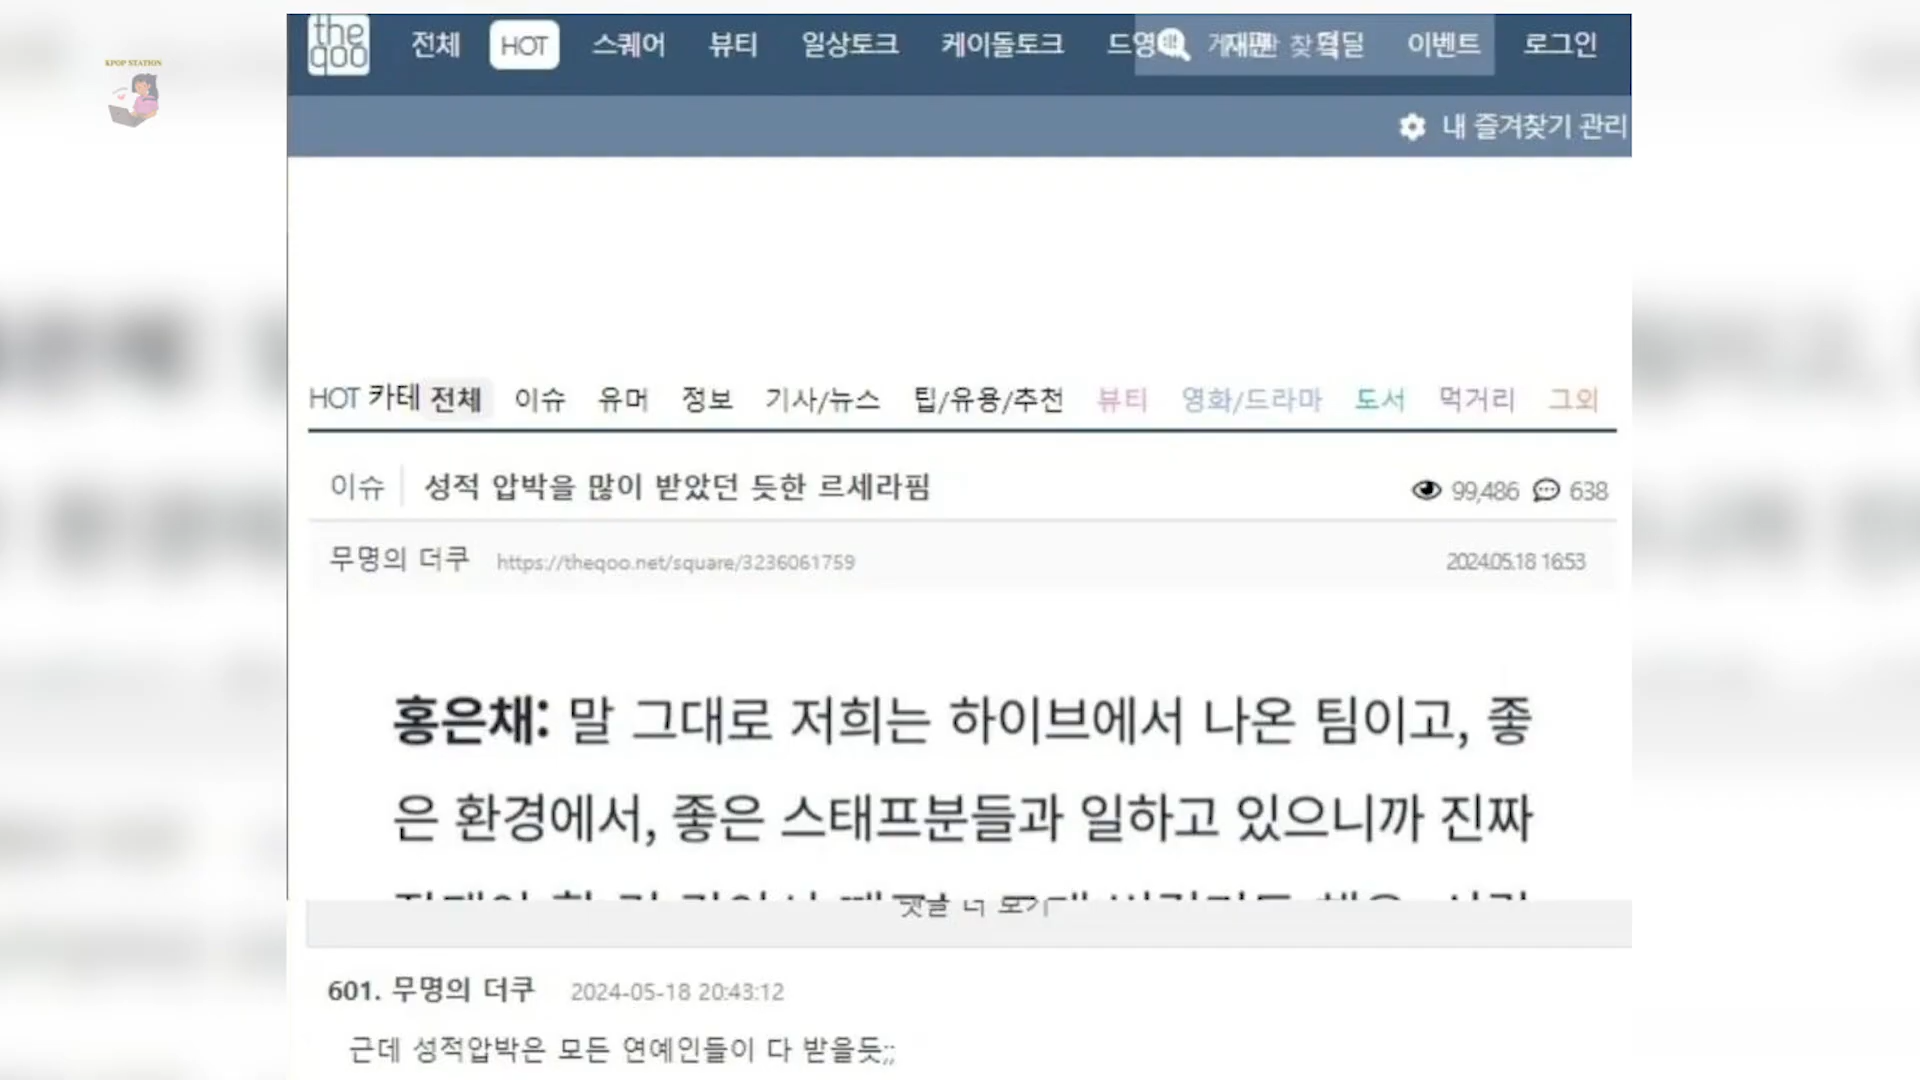 KPOP STATION
the qoo 전체 HOT 스퀘어 뷰티 일상토크 케이돌토크 드영 이벤트 로그인
내 즐겨찾기 관리
HOT 카테 전체 이슈 유머 정보 기사/뉴스 팁/유용/추천 뷰티 영화/드라마 도서 먹거리 그외
이슈 성적 압박을 많이 받았던 듯한 르세라핌 99,486 638
무명의 더쿠 https://theqoo.net/square/3236061759 2024.05.18 16:53
홍은채: 말 그대로 저희는 하이브에서 나온 팀이고, 좋
은 환경에서, 좋은 스태프분들과 일하고 있으니까 진짜
601. 무명의 더쿠 2024-05-18 20:43:12
근데 성적압박은 모든 연예인들이 다 받을듯;;